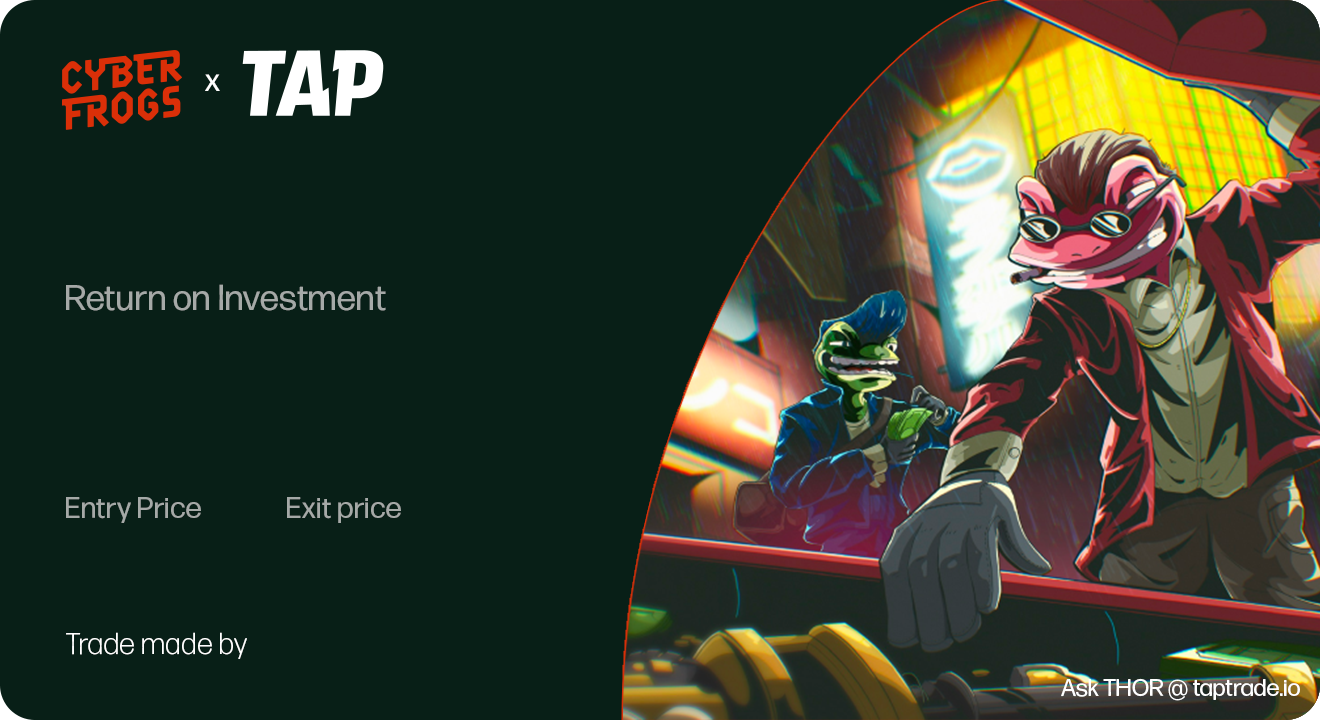 CYBER
FROGS
x
TAP
Return on Investment
Entry Price
Exit price
Trade made by
Ask THOR @ taptrade.io